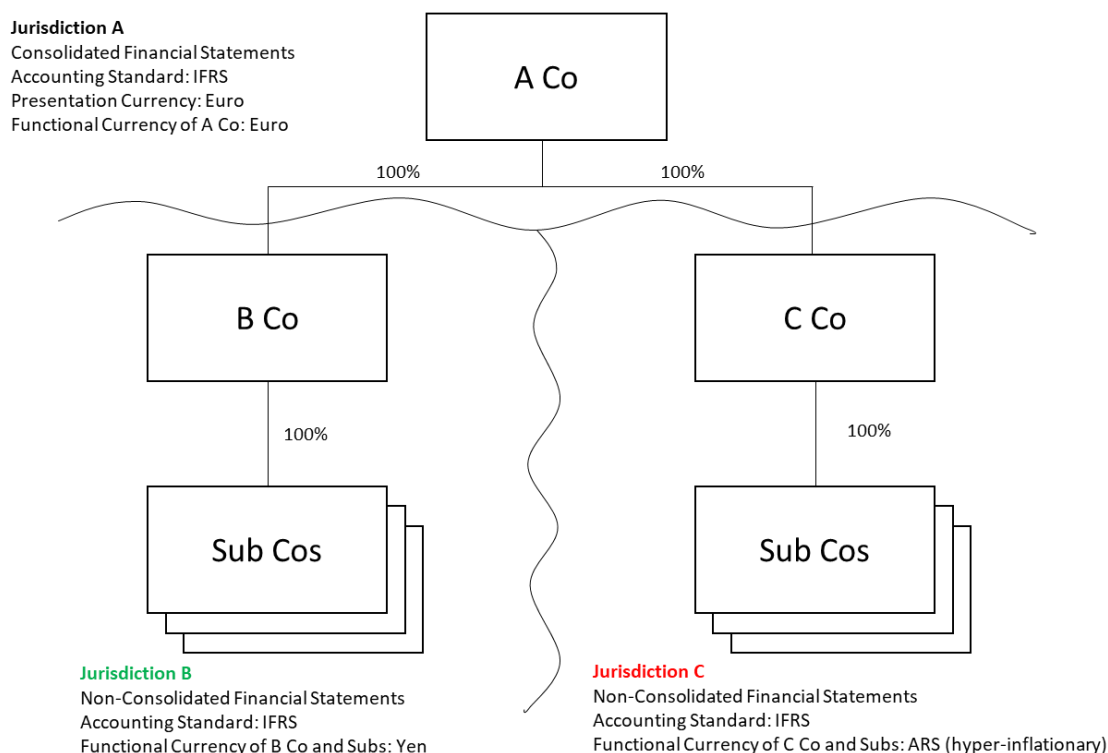 Jurisdiction A
Consolidated Financial Statements
Accounting Standard: IFRS
Presentation Currency: Euro
Functional Currency of A Co: Euro
A Co
100%
100%
B Co
C Co
100%
100%
Sub Cos
Sub Cos
Jurisdiction B
Non-Consolidated Financial Statements
Accounting Standard: IFRS
Functional Currency of B Co and Subs: Yen
Jurisdiction C
Non-Consolidated Financial Statements
Accounting Standard: IFRS
Functional Currency of C Co and Subs: ARS (hyper-inflationary)